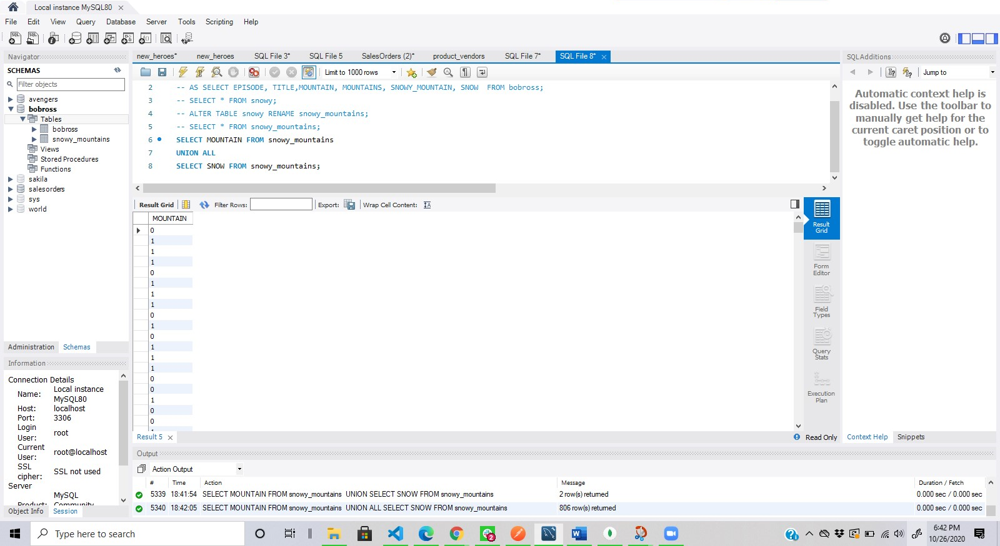 Local instance MySQL80
File Edit View Query Database Server Tools Scripting Help
Navigator
SCHEMAS
Filter objects
avengers
bobross
Tables
bobross
snowy_mountains
Views
Stored Procedures
Functions
sakila
salesorders
sys
world
Administration Schemas
Information
Connection Details
Name: Local instance
MySQL80
Host: localhost
Port: 3306
Login
User: root
Current
User: root@localhost
SSL
cipher: SSL not used
Server
MySQL
Product: Community
Object Info Session
new_heroes* new_heroes SQL File 3* SQL File 5 SalesOrders (2)* product_vendors SQL File 7* SQL File 8*
Limit to 1000 rows
2 -- AS SELECT EPISODE, TITLE,MOUNTAIN, MOUNTAINS, SNOWY_MOUNTAIN, SNOW FROM bobross;
3 -- SELECT * FROM snowy;
4 -- ALTER TABLE snowy RENAME snowy_mountains;
5 -- SELECT * FROM snowy_mountains;
6 SELECT MOUNTAIN FROM snowy_mountains
7 UNION ALL
8 SELECT SNOW FROM snowy_mountains;
Result Grid Filter Rows: Export: Wrap Cell Content:
MOUNTAIN
0
1
1
1
0
1
1
1
0
1
0
1
1
1
0
0
1
0
0
1
Result Grid
Form Editor
Field Types
Query Stats
Execution Plan
Result 5
Read Only
SQLAdditions
Jump to
Automatic context help is
disabled. Use the toolbar to
manually get help for the
current caret position or to
toggle automatic help.
Context Help Snippets
Output
Action Output
# Time Action Message Duration / Fetch
5339 18:41:54 SELECT MOUNTAIN FROM snowy_mountains UNION SELECT SNOW FROM snowy_mountains 2 row(s) returned 0.000 sec / 0.000 sec
5340 18:42:05 SELECT MOUNTAIN FROM snowy_mountains UNION ALL SELECT SNOW FROM snowy_mountains 806 row(s) returned 0.000 sec / 0.000 sec
Type here to search
2
6:42 PM
10/26/2020